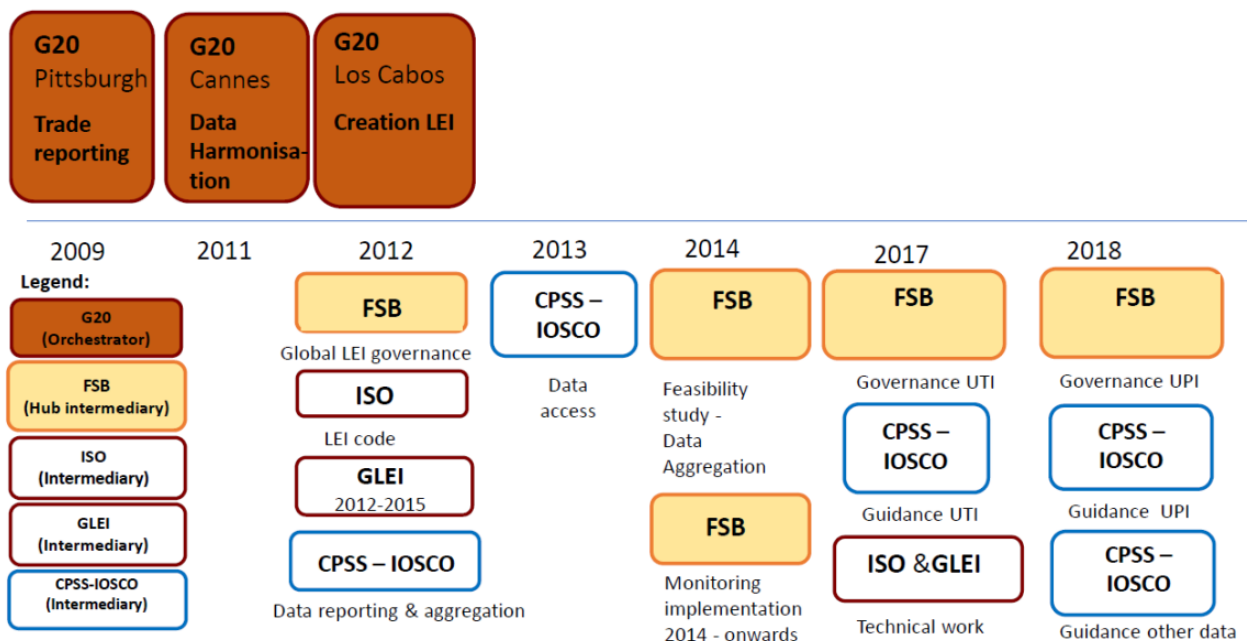 G20
Pittsburgh
Trade
reporting
G20
Cannes
Data
Harmonisa-
tion
G20
Los Cabos
Creation LEI
2009
2011
2012
2013
2014
2017
2018
Legend:
G20
(Orchestrator)
FSB
(Hub intermediary)
ISO
(Intermediary)
GLEI
(Intermediary)
CPSS-IOSCO
(Intermediary)
FSB
Global LEI governance
ISO
LEI code
GLEI
2012-2015
CPSS – IOSCO
Data reporting & aggregation
CPSS –
IOSCO
Data
access
FSB
Feasibility
study -
Data
Aggregation
FSB
Monitoring
implementation
2014 - onwards
FSB
Governance UTI
CPSS –
IOSCO
Guidance UTI
ISO &GLEI
Technical work
FSB
Governance UPI
CPSS –
IOSCO
Guidance UPI
CPSS –
IOSCO
Guidance other data